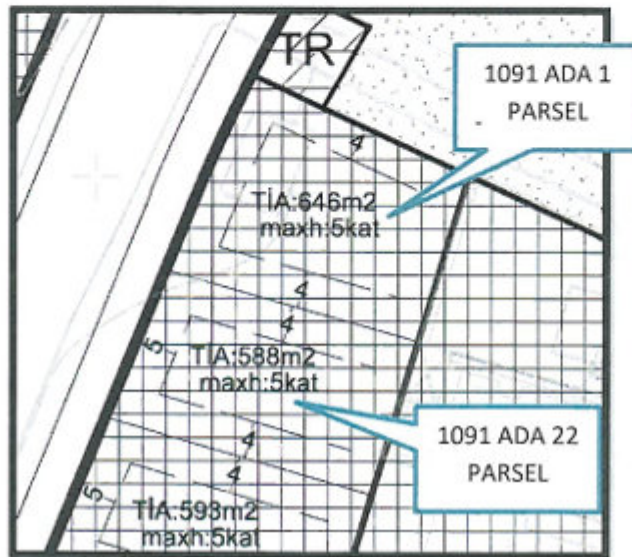 TR
1091 ADA 1
PARSEL
4
TİA:646m2
maxh:5kat
4
4
5
TİA:588m2
maxh:5kat
1091 ADA 22
PARSEL
4
4
5
TİA:593m2
maxh:5kat